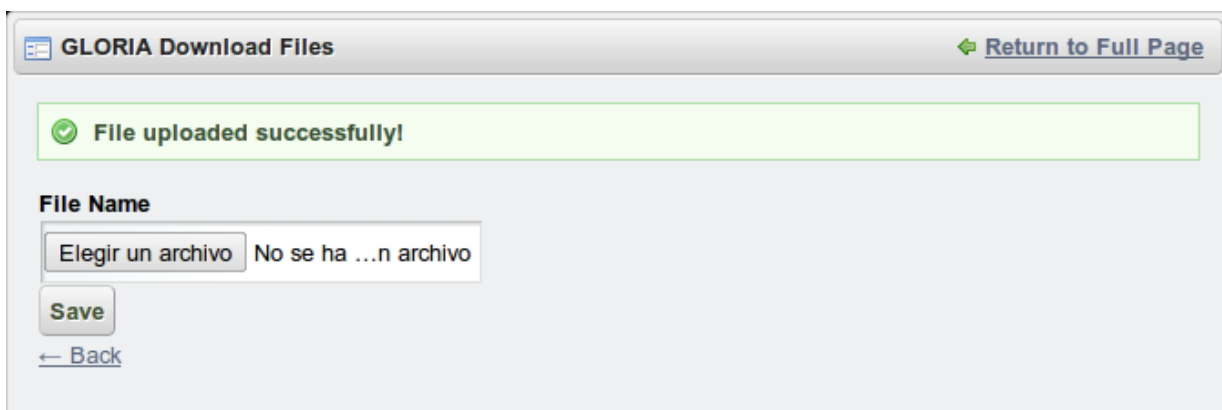 GLORIA Download Files Return to Full Page
File uploaded successfully!
File Name
Elegir un archivo No se ha …n archivo
Save
← Back